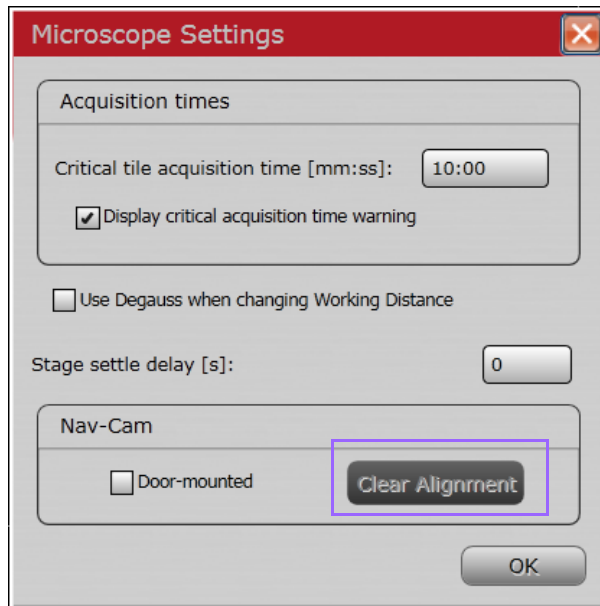 Microscope Settings
Acquisition times
Critical tile acquisition time [mm:ss]: 10:00
Display critical acquisition time warning
Use Degauss when changing Working Distance
Stage settle delay [s]: 0
Nav-Cam
Door-mounted Clear Alignment
OK